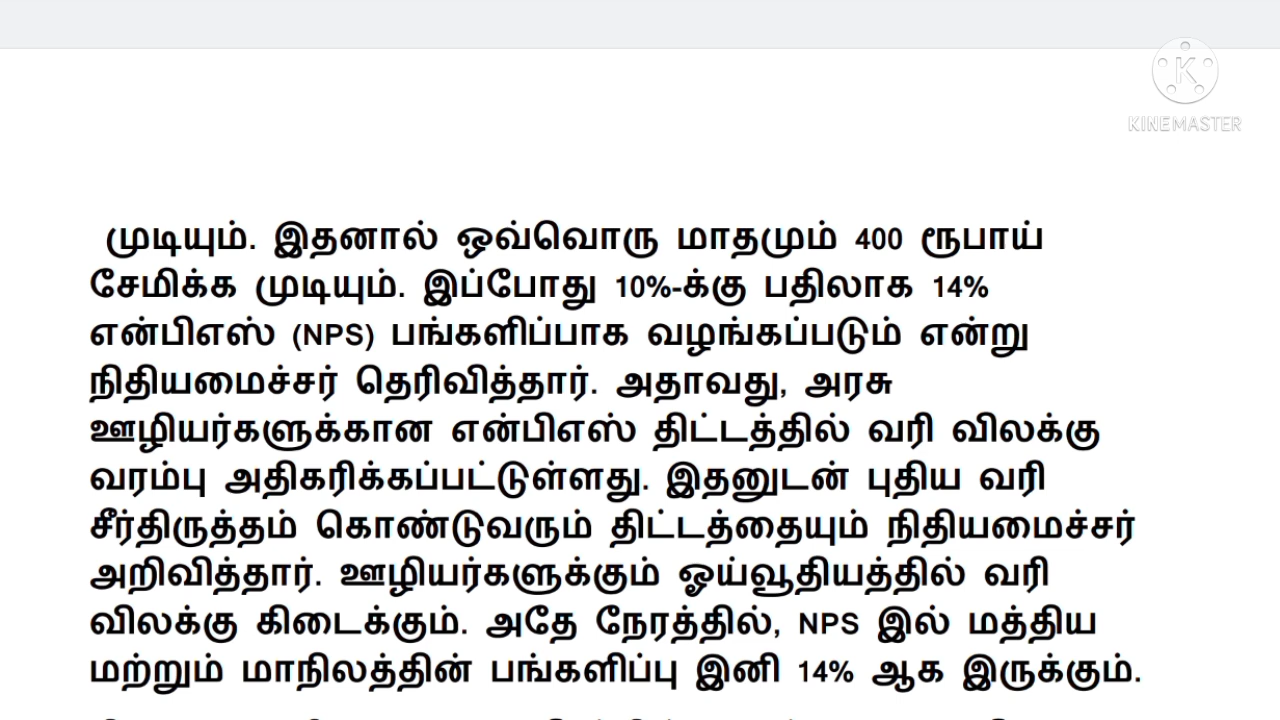 KINEMASTER
முடியும். இதனால் ஒவ்வொரு மாதமும் 400 ரூபாய்
சேமிக்க முடியும். இப்போது 10%-க்கு பதிலாக 14%
என்பிஎஸ் (NPS) பங்களிப்பாக வழங்கப்படும் என்று
நிதியமைச்சர் தெரிவித்தார். அதாவது, அரசு
ஊழியர்களுக்கான என்பிஎஸ் திட்டத்தில் வரி விலக்கு
வரம்பு அதிகரிக்கப்பட்டுள்ளது. இதனுடன் புதிய வரி
சீர்திருத்தம் கொண்டுவரும் திட்டத்தையும் நிதியமைச்சர்
அறிவித்தார். ஊழியர்களுக்கும் ஓய்வூதியத்தில் வரி
விலக்கு கிடைக்கும். அதே நேரத்தில், NPS இல் மத்திய
மற்றும் மாநிலத்தின் பங்களிப்பு இனி 14% ஆக இருக்கும்.